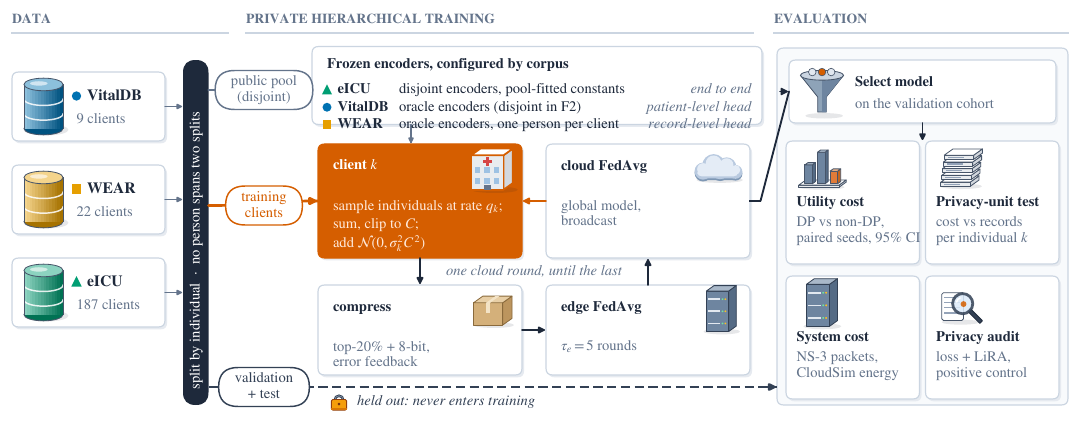 DATA
PRIVATE HIERARCHICAL TRAINING
EVALUATION
VitalDB
9 clients
WEAR
22 clients
eICU
187 clients
split by individual · no person spans two splits
public pool
(disjoint)
training
clients
validation
+ test
Frozen encoders, configured by corpus
eICU disjoint encoders, pool-fitted constants end to end
VitalDB oracle encoders (disjoint in F2) patient-level head
WEAR oracle encoders, one person per client record-level head
client k
sample individuals at rate qₖ;
sum, clip to C;
add 𝒩(0, σₖ²C²)
cloud FedAvg
global model,
broadcast
one cloud round, until the last
compress
top-20% + 8-bit,
error feedback
edge FedAvg
τₑ = 5 rounds
held out: never enters training
Select model
on the validation cohort
Utility cost
DP vs non-DP,
paired seeds, 95% CI
Privacy-unit test
cost vs records
per individual k
System cost
NS-3 packets,
CloudSim energy
Privacy audit
loss + LiRA,
positive control